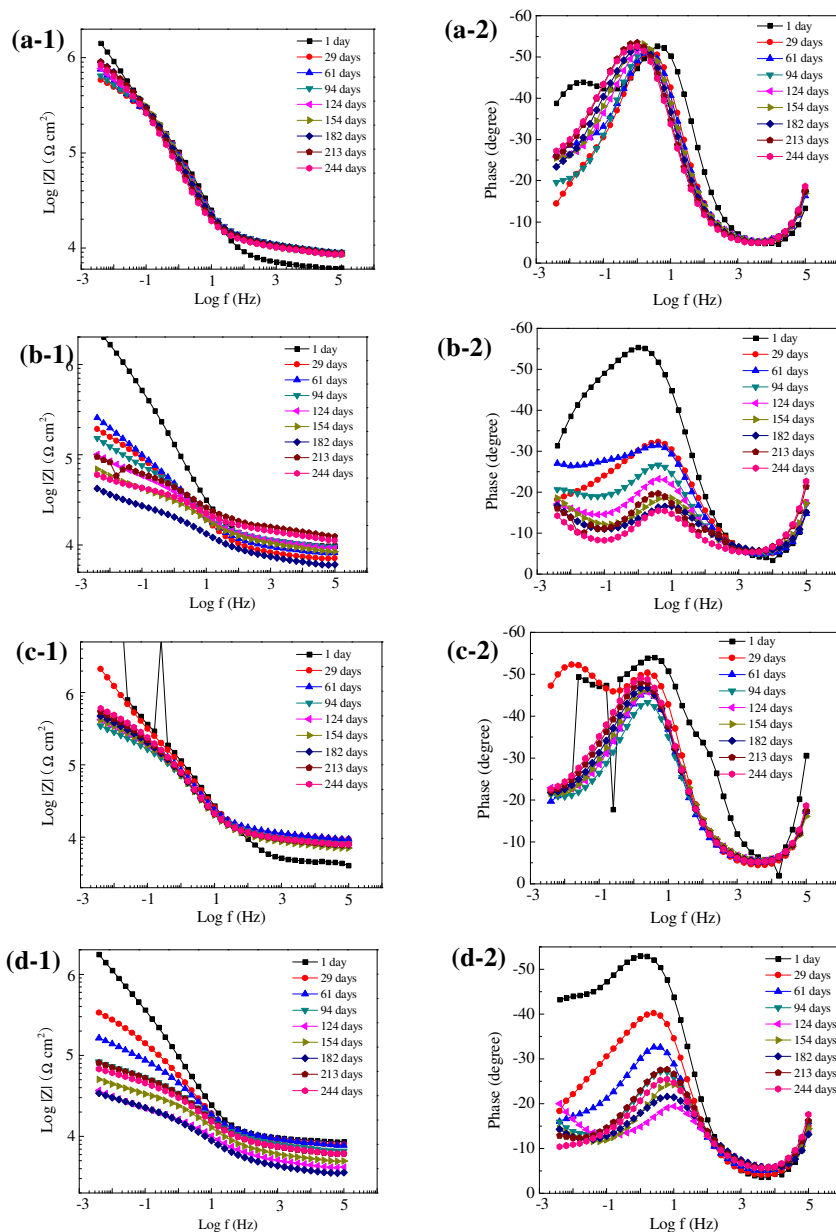 (a-1)
Log |Z| (Ω cm²)
6
5
4
1 day
29 days
61 days
94 days
124 days
154 days
182 days
213 days
244 days
-3 -1 1 3 5
Log f (Hz)
(a-2)
Phase (degree)
-60
-50
-40
-30
-20
-10
0
1 day
29 days
61 days
94 days
124 days
154 days
182 days
213 days
244 days
-3 -1 1 3 5
Log f (Hz)
(b-1)
Log |Z| (Ω cm²)
6
5
4
1 day
29 days
61 days
94 days
124 days
154 days
182 days
213 days
244 days
-3 -1 1 3 5
Log f (Hz)
(b-2)
Phase (degree)
-60
-50
-40
-30
-20
-10
0
1 day
29 days
61 days
94 days
124 days
154 days
182 days
213 days
244 days
-3 -1 1 3 5
Log f (Hz)
(c-1)
Log |Z| (Ω cm²)
6
5
4
1 day
29 days
61 days
94 days
124 days
154 days
182 days
213 days
244 days
-3 -1 1 3 5
Log f (Hz)
(c-2)
Phase (degree)
-60
-50
-40
-30
-20
-10
0
1 day
29 days
61 days
94 days
124 days
154 days
182 days
213 days
244 days
-3 -1 1 3 5
Log f (Hz)
(d-1)
Log |Z| (Ω cm²)
6
5
4
1 day
29 days
61 days
94 days
124 days
154 days
182 days
213 days
244 days
-3 -1 1 3 5
Log f (Hz)
(d-2)
Phase (degree)
-50
-40
-30
-20
-10
0
1 day
29 days
61 days
94 days
124 days
154 days
182 days
213 days
244 days
-3 -1 1 3 5
Log f (Hz)